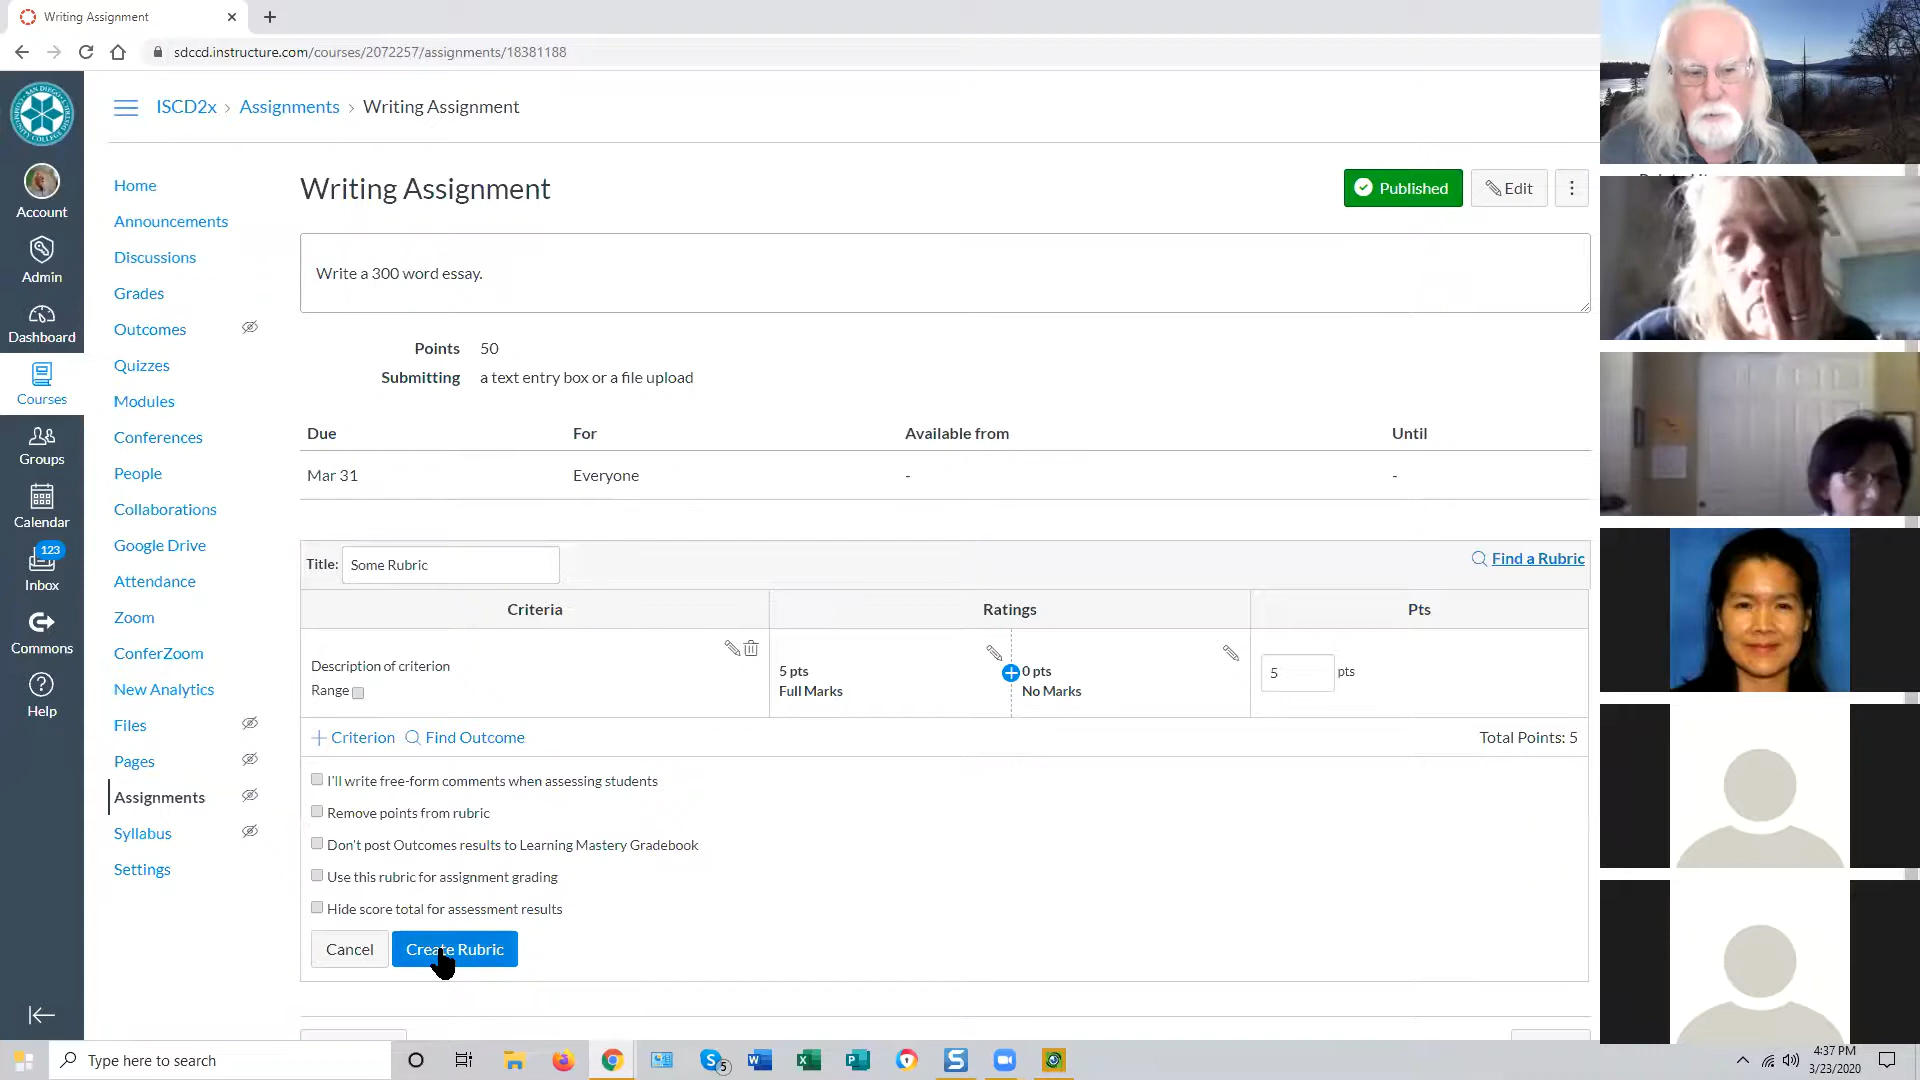 Writing Assignment
sdccd.instructure.com/courses/2072257/assignments/18381188
ISCD2x › Assignments › Writing Assignment
SAN DIEGO
COMMUNITY COLLEGE DISTRICT
Account
Admin
Dashboard
Courses
Groups
Calendar
123
Inbox
Commons
Help
Home
Announcements
Discussions
Grades
Outcomes
Quizzes
Modules
Conferences
People
Collaborations
Google Drive
Attendance
Zoom
ConferZoom
New Analytics
Files
Pages
Assignments
Syllabus
Settings
Writing Assignment
Published
Edit
Write a 300 word essay.
Points 50
Submitting a text entry box or a file upload
Due For Available from Until
Mar 31 Everyone - -
Title: Some Rubric
Find a Rubric
Criteria Ratings Pts
Description of criterion
Range
5 pts
Full Marks
0 pts
No Marks
5 pts
+ Criterion Find Outcome
Total Points: 5
I'll write free-form comments when assessing students
Remove points from rubric
Don't post Outcomes results to Learning Mastery Gradebook
Use this rubric for assignment grading
Hide score total for assessment results
Cancel Create Rubric
Type here to search
5
4:37 PM
3/23/2020